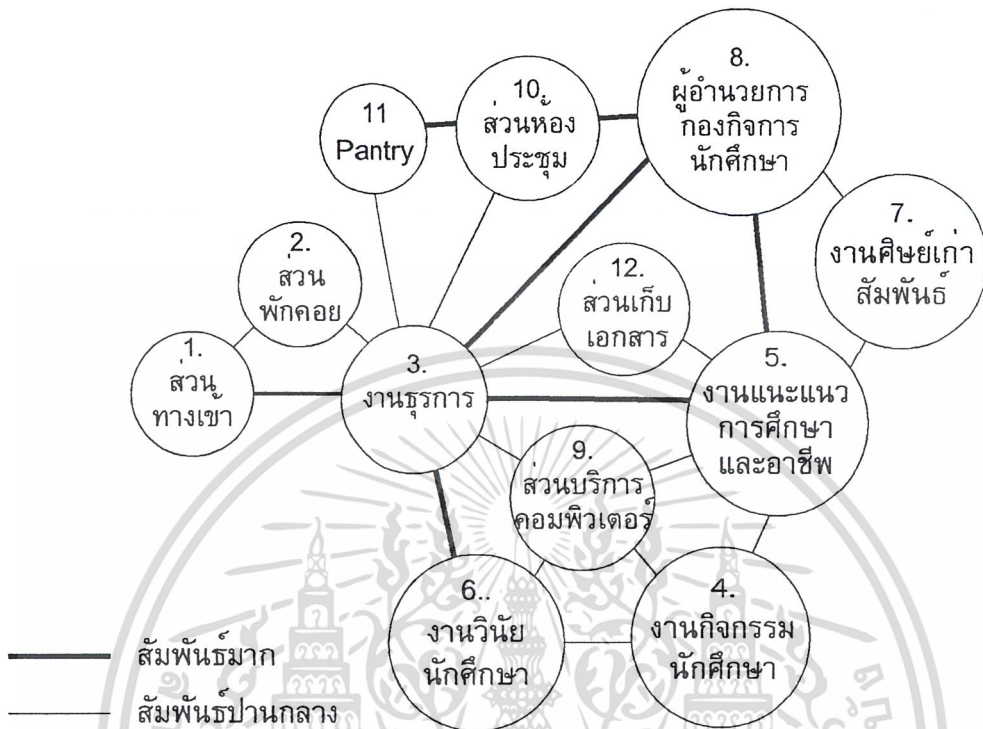 11
Pantry
10.
ส่วนห้อง
ประชุม
8.
ผู้อำนวยการ
กองกิจการ
นักศึกษา
2.
ส่วน
พักคอย
12.
ส่วนเก็บ
เอกสาร
7.
งานศิษย์เก่า
สัมพันธ์
1.
ส่วน
ทางเข้า
3.
งานธุรการ
5.
งานแนะแนว
การศึกษา
และอาชีพ
9.
ส่วนบริการ
คอมพิวเตอร์
6..
งานวินัย
นักศึกษา
4.
งานกิจกรรม
นักศึกษา
สัมพันธ์มาก
สัมพันธ์ปานกลาง